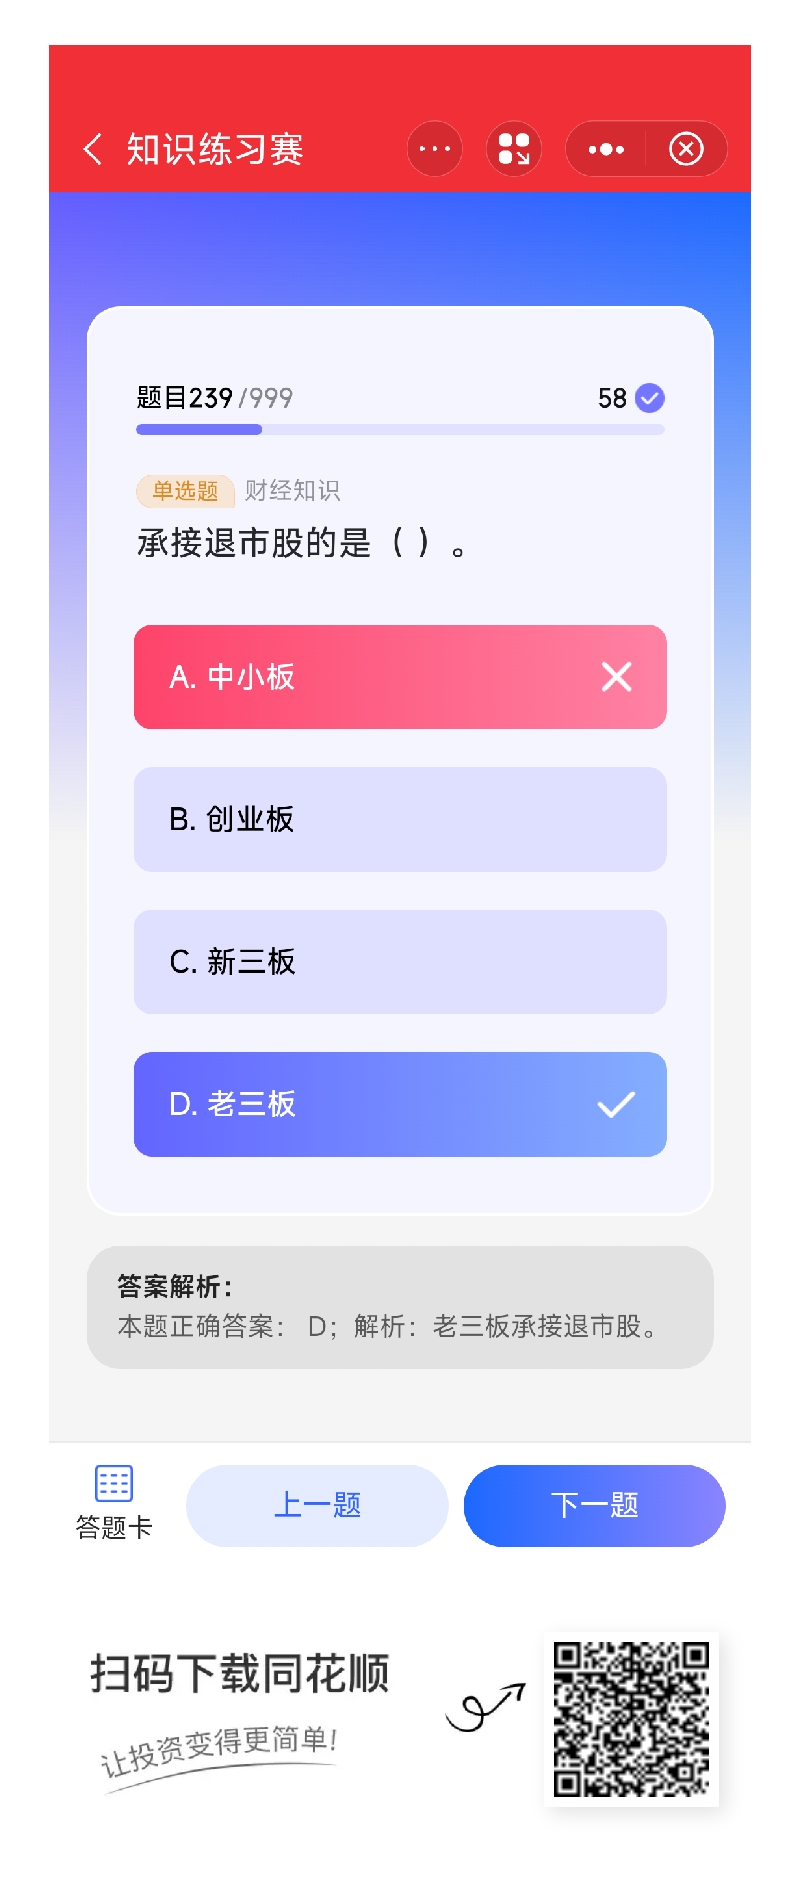 知识练习赛
题目239/999
58
单选题 财经知识
承接退市股的是（ ）。
A. 中小板
B. 创业板
C. 新三板
D. 老三板
答案解析：
本题正确答案： D；解析：老三板承接退市股。
答题卡
上一题
下一题
扫码下载同花顺
让投资变得更简单!